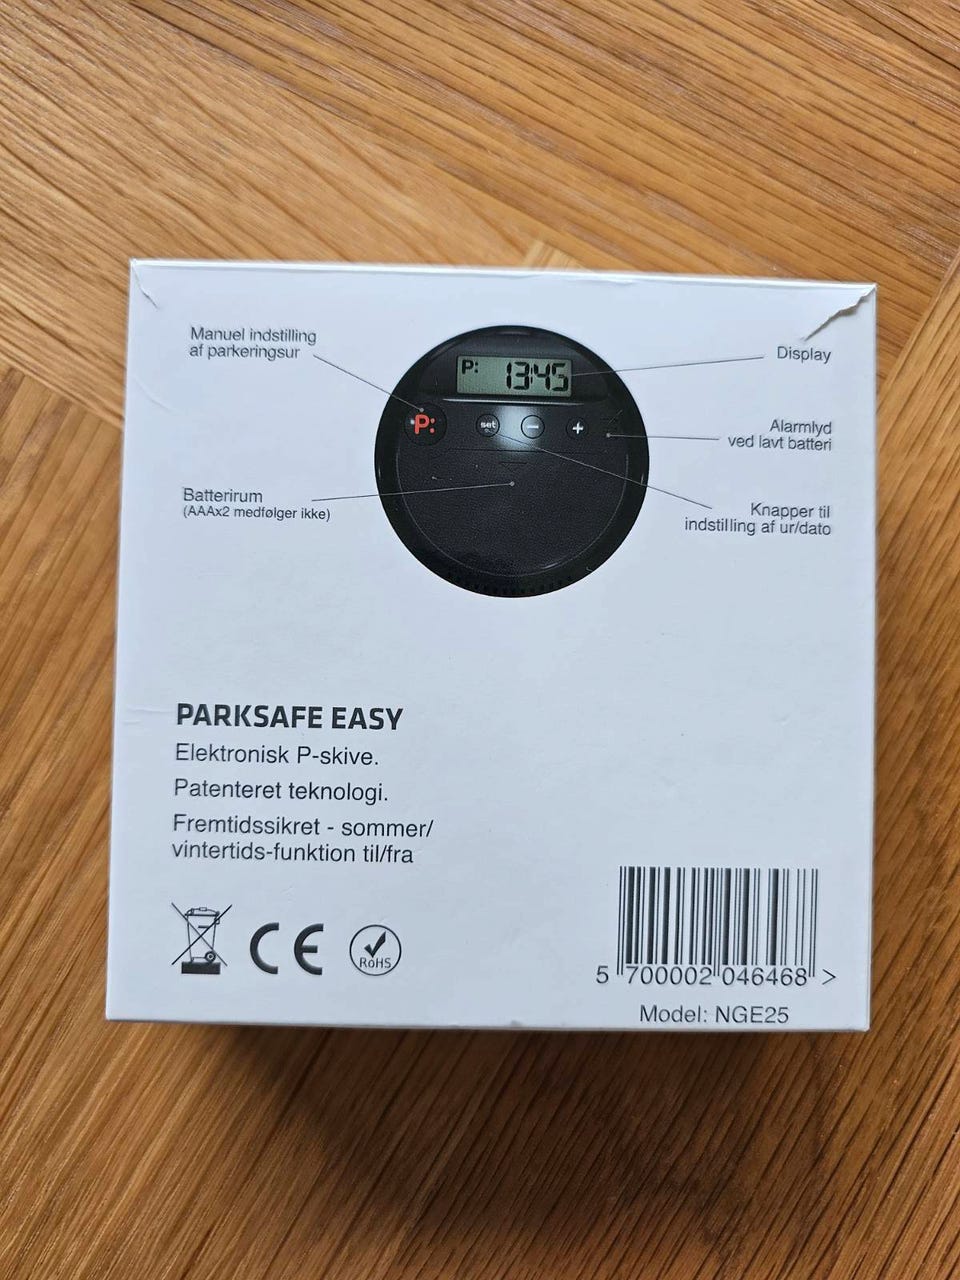 Manuel indstilling
af parkeringsur
Display
P: 13:45
P:
set
Alarmlyd
ved lavt batteri
Batterirum
(AAAx2 medfølger ikke)
Knapper til
indstilling af ur/dato
PARKSAFE EASY
Elektronisk P-skive.
Patenteret teknologi.
Fremtidssikret - sommer/
vintertids-funktion til/fra
CE
RoHS
5 700002 046468 >
Model: NGE25